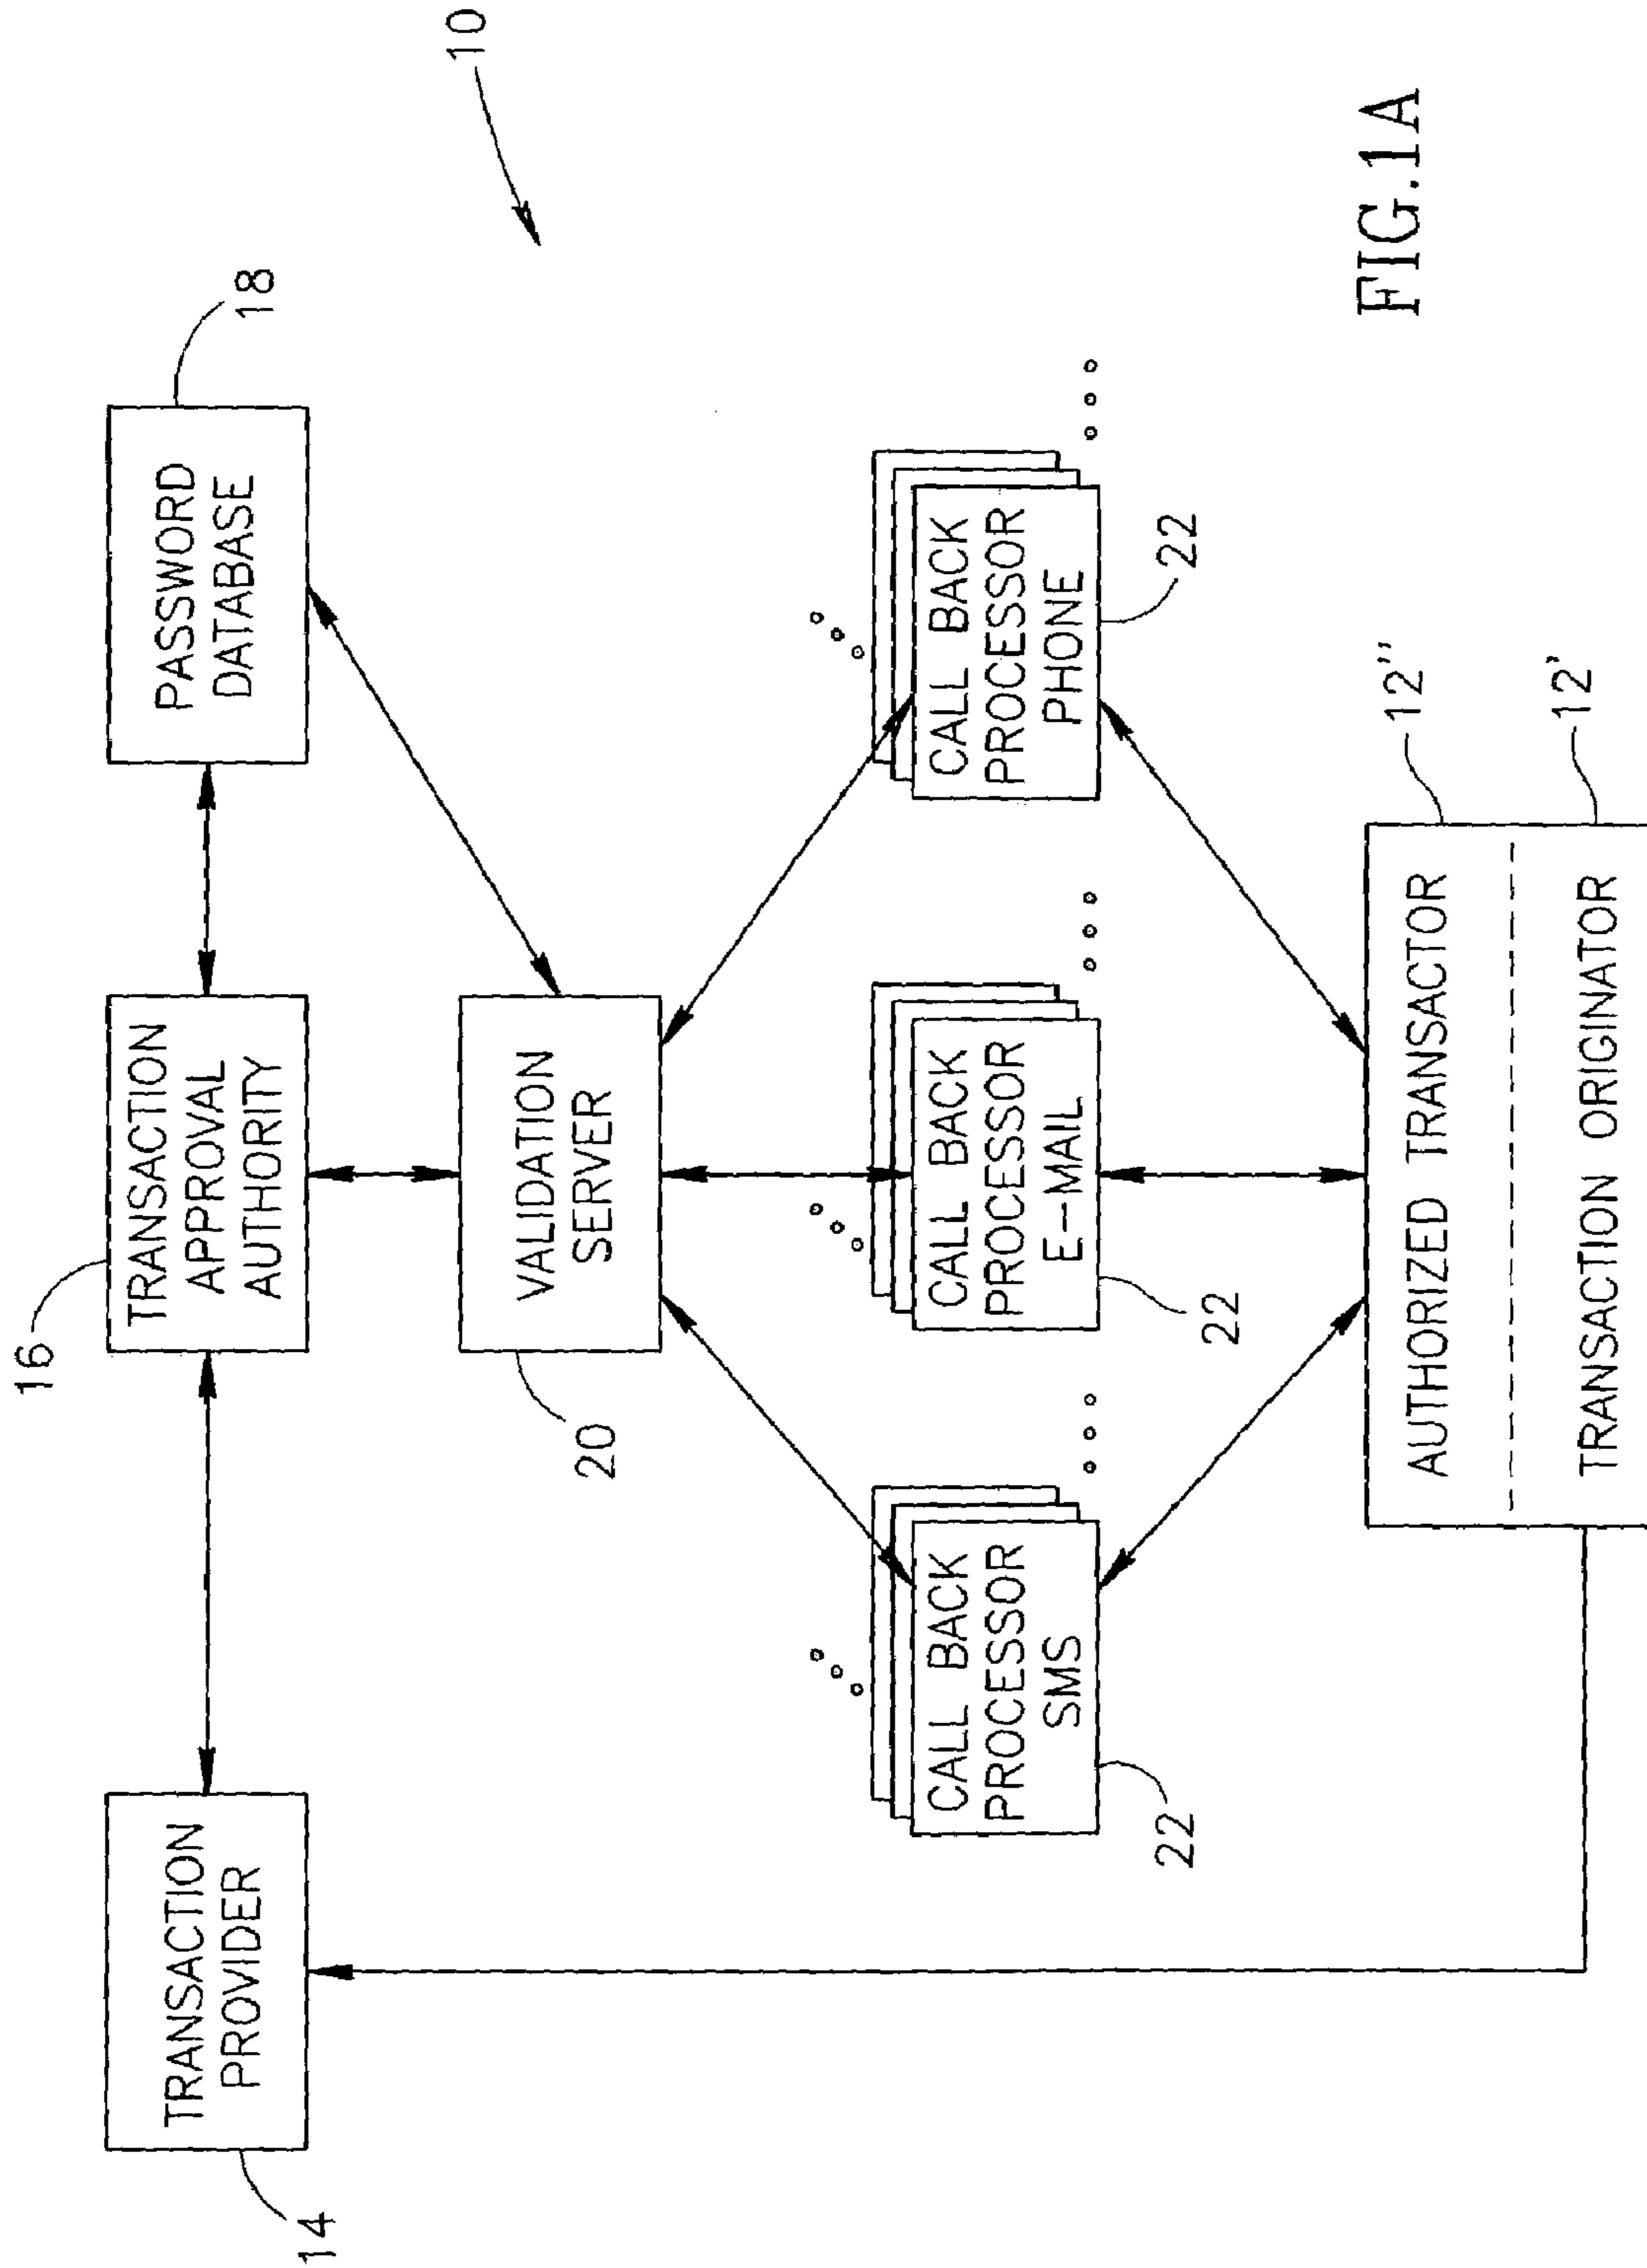 16
18
10
TRANSACTION
PROVIDER
14
TRANSACTION
APPROVAL
AUTHORITY
PASSWORD
DATABASE
VALIDATION
SERVER
20
CALL BACK
PROCESSOR
SMS
22
CALL BACK
PROCESSOR
E-MAIL
22
CALL BACK
PROCESSOR
PHONE
22
AUTHORIZED TRANSACTOR
12''
TRANSACTION ORIGINATOR
12'
FIG.1A